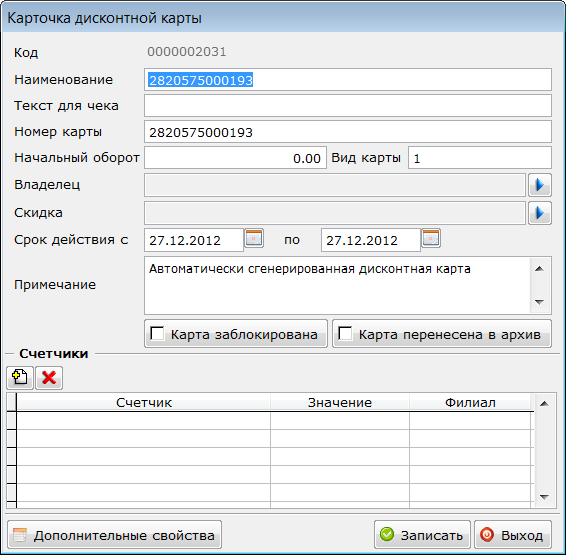 Карточка дисконтной карты
Код 0000002031
Наименование 2820575000193
Текст для чека
Номер карты 2820575000193
Начальный оборот 0.00 Вид карты 1
Владелец
Скидка
Срок действия с 27.12.2012 по 27.12.2012
Примечание Автоматически сгенерированная дисконтная карта
Карта заблокирована Карта перенесена в архив
Счетчики
Счетчик Значение Филиал
Дополнительные свойства Записать Выход